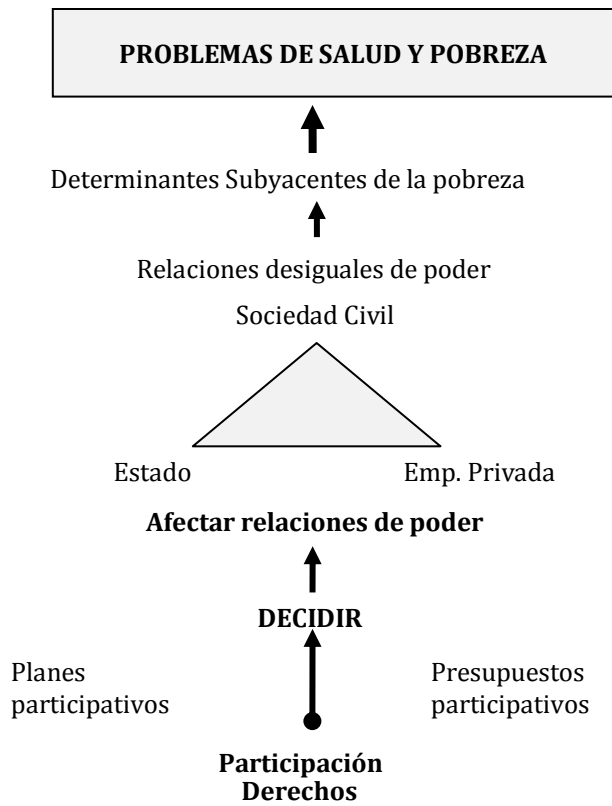 PROBLEMAS DE SALUD Y POBREZA
Determinantes Subyacentes de la pobreza
Relaciones desiguales de poder
Sociedad Civil
Estado
Emp. Privada
Afectar relaciones de poder
DECIDIR
Planes
participativos
Presupuestos
participativos
Participación
Derechos